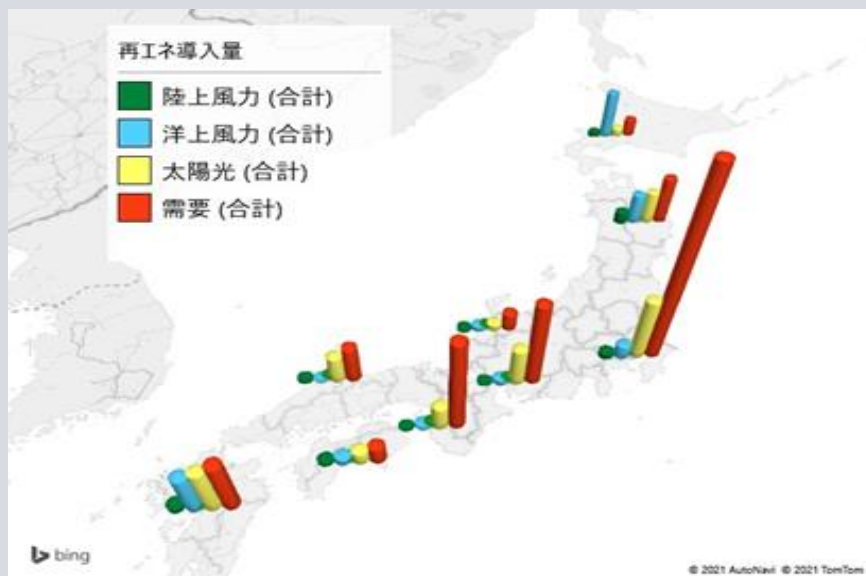 再エネ導入量
陸上風力 (合計)
洋上風力 (合計)
太陽光 (合計)
需要 (合計)
bing
© 2021 AutoNavi © 2021 TomTom